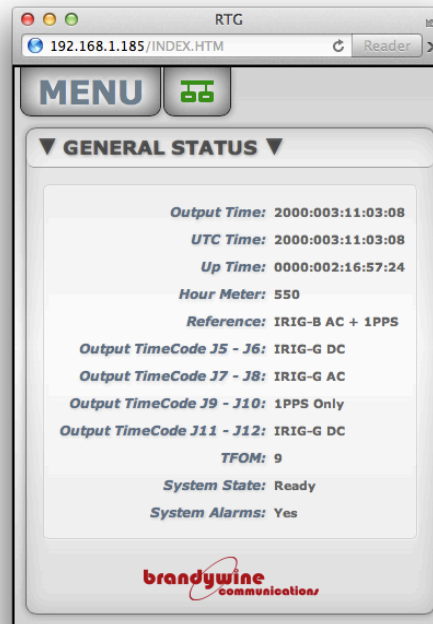 RTG
192.168.1.185/INDEX.HTM
Reader
MENU
▼ GENERAL STATUS ▼
Output Time: 2000:003:11:03:08
UTC Time: 2000:003:11:03:08
Up Time: 0000:002:16:57:24
Hour Meter: 550
Reference: IRIG-B AC + 1PPS
Output TimeCode J5 - J6: IRIG-G DC
Output TimeCode J7 - J8: IRIG-G AC
Output TimeCode J9 - J10: 1PPS Only
Output TimeCode J11 - J12: IRIG-G DC
TFOM: 9
System State: Ready
System Alarms: Yes
brandywine
communications